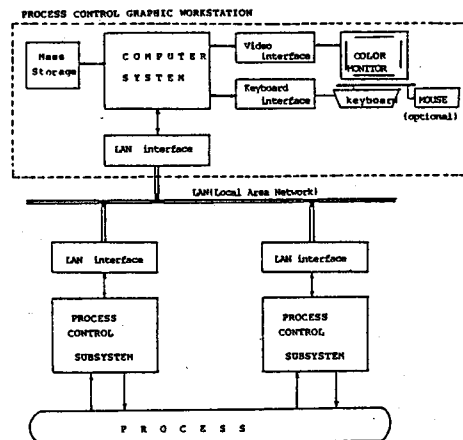 PROCESS CONTROL GRAPHIC WORKSTATION
Mass
Storage
COMPUTER
SYSTEM
Video
interface
COLOR
MONITOR
Keyboard
interface
keyboard
MOUSE
(optional)
LAN interface
LAN(Local Area Network)
LAN interface
LAN interface
PROCESS
CONTROL
SUBSYSTEM
PROCESS
CONTROL
SUBSYSTEM
PROCESS